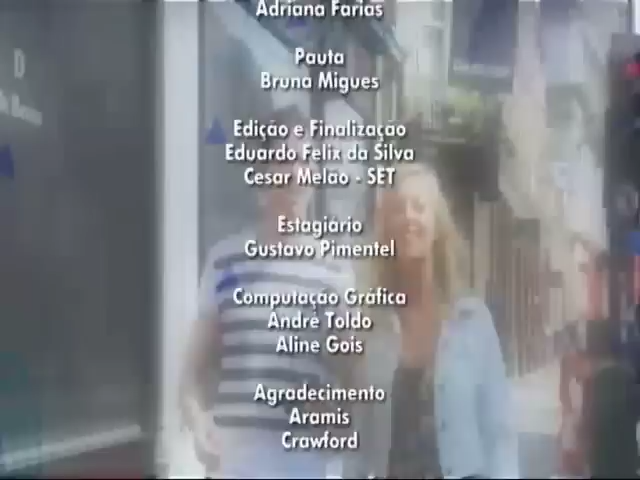 Adriana Farias
Pauta
Bruna Migues
Edição e Finalização
Eduardo Felix da Silva
Cesar Melão - SET
Estagiário
Gustavo Pimentel
Computação Gráfica
André Toldo
Aline Gois
Agradecimento
Aramis
Crawford
D